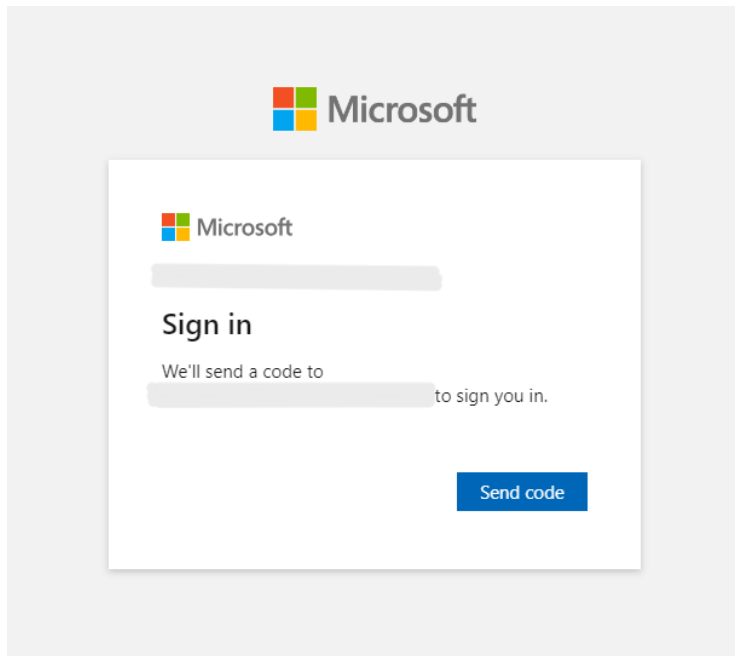 Microsoft
Microsoft
Sign in
We'll send a code to
to sign you in.
Send code